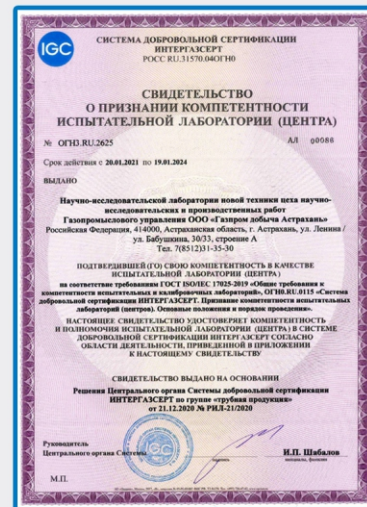 IGC
СИСТЕМА ДОБРОВОЛЬНОЙ СЕРТИФИКАЦИИ
ИНТЕРГАЗСЕРТ
РОСС RU.31570.04ОГН0
СВИДЕТЕЛЬСТВО
О ПРИЗНАНИИ КОМПЕТЕНТНОСТИ
ИСПЫТАТЕЛЬНОЙ ЛАБОРАТОРИИ (ЦЕНТРА)
№ ОГН3.RU.2625
АЛ 00086
Срок действия с 20.01.2021 по 19.01.2024
ВЫДАНО
Научно-исследовательской лаборатории новой техники цеха научно-
исследовательских и производственных работ
Газопромыслового управления ООО «Газпром добыча Астрахань»
Российская Федерация, 414000, Астраханская область, г. Астрахань, ул. Ленина /
ул. Бабушкина, 30/33, строение А
Тел. 7(8512)31-35-30
ПОДТВЕРДИВШЕЙ (ГО) СВОЮ КОМПЕТЕНТНОСТЬ В КАЧЕСТВЕ
ИСПЫТАТЕЛЬНОЙ ЛАБОРАТОРИИ (ЦЕНТРА)
на соответствие требованиям ГОСТ ISO/IEC 17025-2019 «Общие требования к
компетентности испытательных и калибровочных лабораторий», ОГН0.RU.0115 «Система
добровольной сертификации ИНТЕРГАЗСЕРТ. Признание компетентности испытательных
лабораторий (центров). Основные положения и порядок проведения».
НАСТОЯЩЕЕ СВИДЕТЕЛЬСТВО УДОСТОВЕРЯЕТ КОМПЕТЕНТНОСТЬ
И ПОЛНОМОЧИЯ ИСПЫТАТЕЛЬНОЙ ЛАБОРАТОРИИ (ЦЕНТРА) В СИСТЕМЕ
ДОБРОВОЛЬНОЙ СЕРТИФИКАЦИИ ИНТЕРГАЗСЕРТ СОГЛАСНО
ОБЛАСТИ ДЕЯТЕЛЬНОСТИ, ПРИВЕДЕННОЙ В ПРИЛОЖЕНИИ
К НАСТОЯЩЕМУ СВИДЕТЕЛЬСТВУ
СВИДЕТЕЛЬСТВО ВЫДАНО НА ОСНОВАНИИ
Решения Центрального органа Системы добровольной сертификации
ИНТЕРГАЗСЕРТ по группе «трубная продукция»
от 21.12.2020 № РИЛ-21/2020
Руководитель
Центрального органа Системы
подпись
И.П. Шабалов
инициалы, фамилия
М.П.